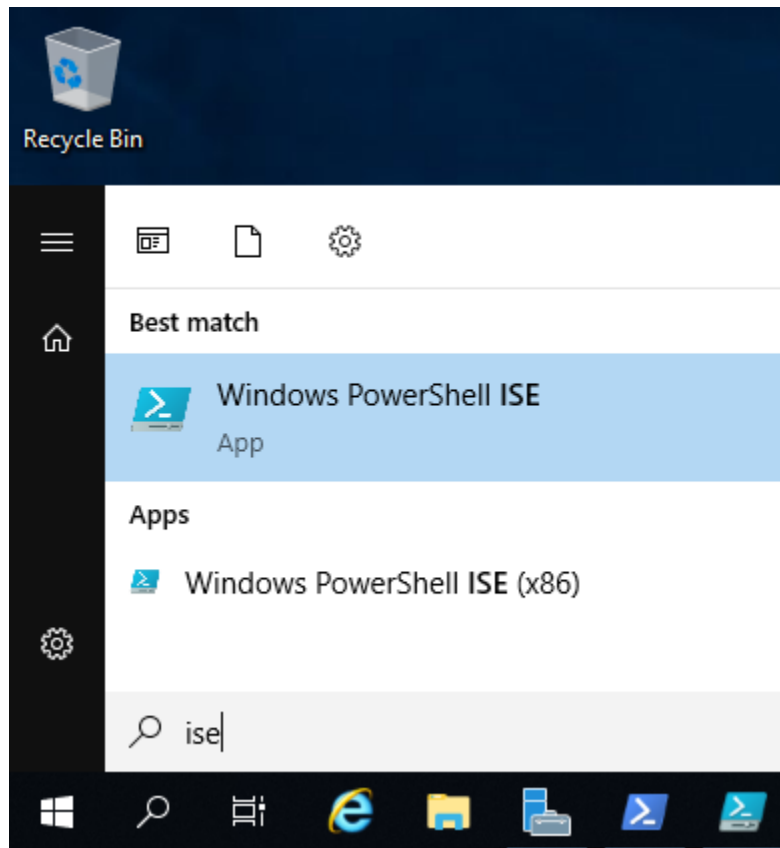 Recycle Bin
Best match
Windows PowerShell ISE
App
Apps
Windows PowerShell ISE (x86)
ise